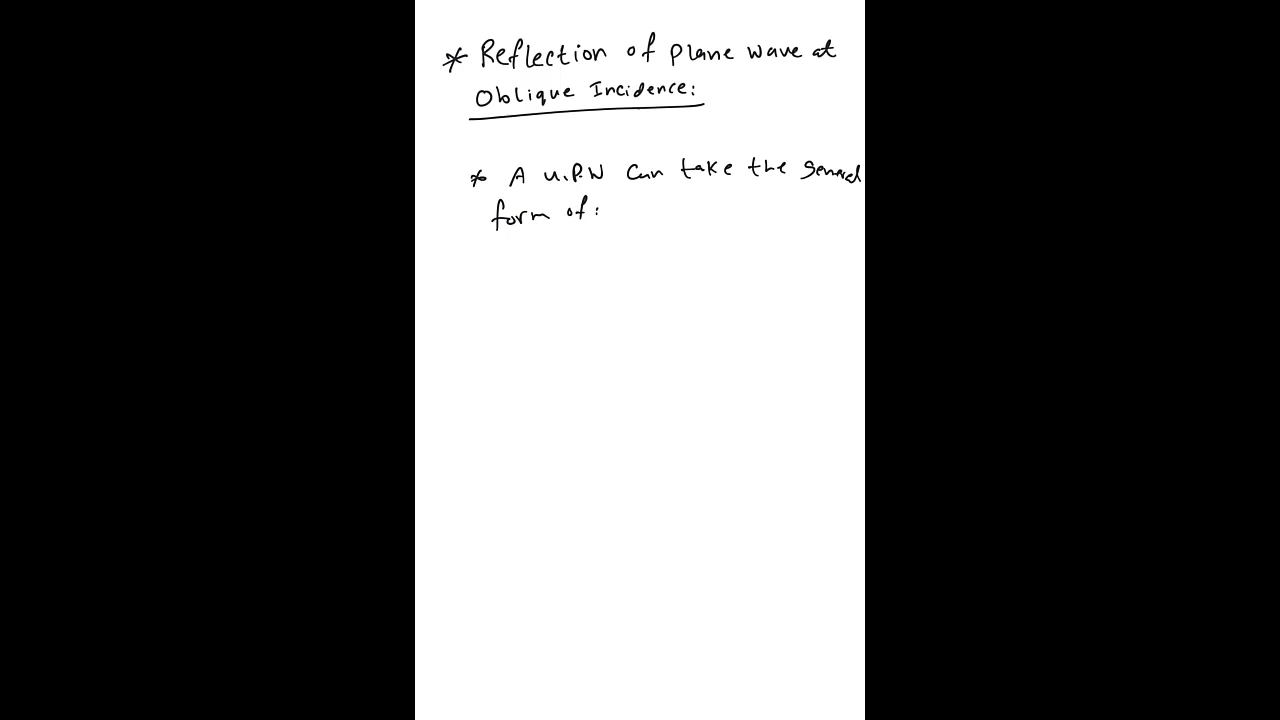 * Reflection of plane wave at
Oblique Incidence:
* A U.P.W can take the general
form of: